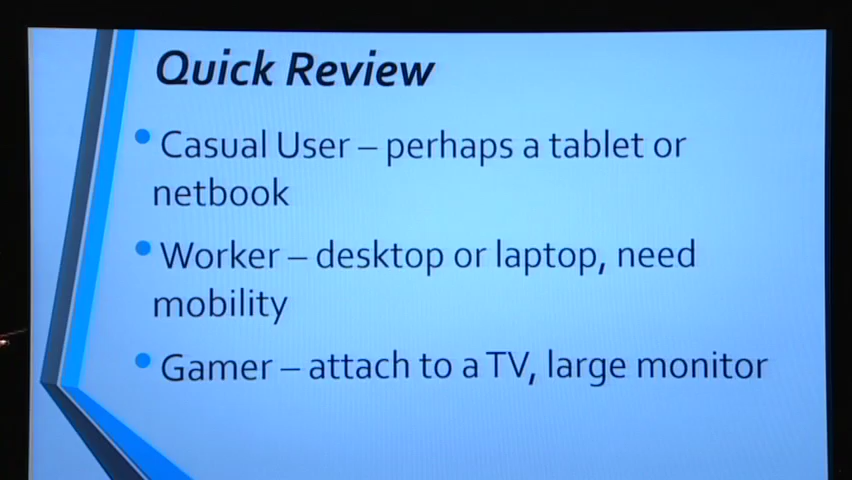 Quick Review
Casual User – perhaps a tablet or
netbook
Worker – desktop or laptop, need
mobility
Gamer – attach to a TV, large monitor